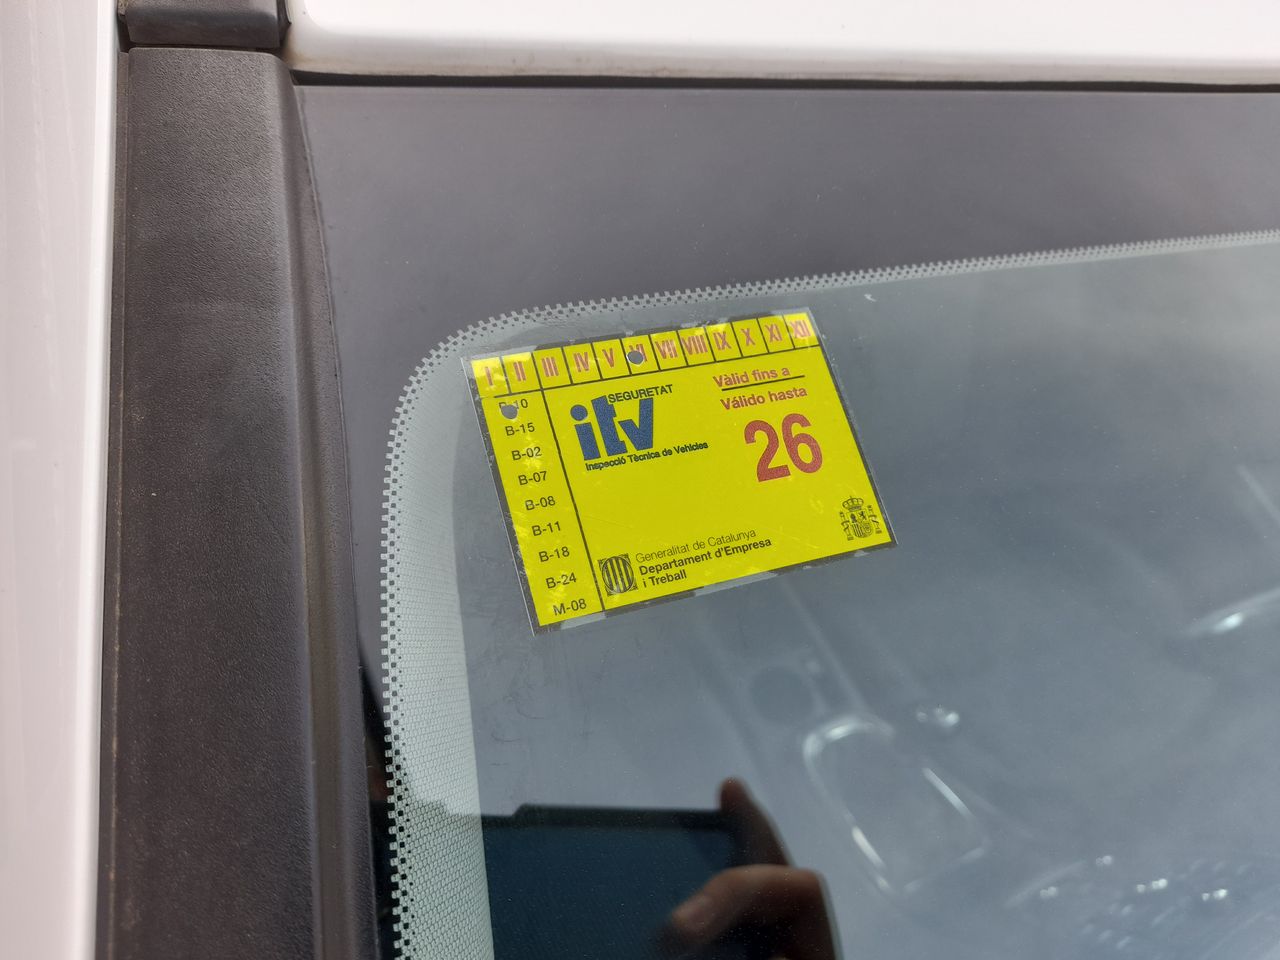 I II III IV V VI VII VIII IX X XI XII
B-10
B-15
B-02
B-07
B-08
B-11
B-18
B-24
M-08
SEGURETAT
itv
Inspecció Tècnica de Vehicles
Vàlid fins a
Válido hasta
26
Generalitat de Catalunya
Departament d'Empresa
i Treball